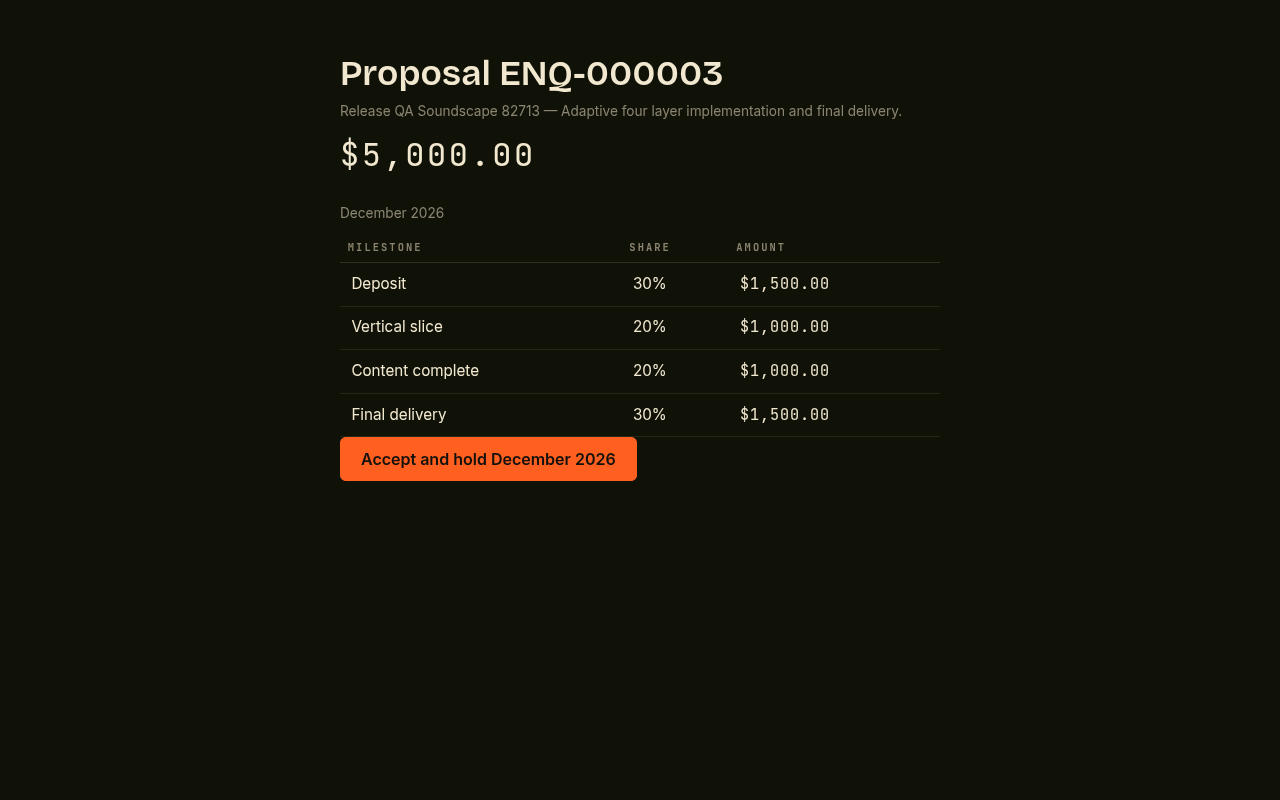 Proposal ENQ-000003
Release QA Soundscape 82713 — Adaptive four layer implementation and final delivery.
$5,000.00
December 2026
MILESTONE SHARE AMOUNT
Deposit 30% $1,500.00
Vertical slice 20% $1,000.00
Content complete 20% $1,000.00
Final delivery 30% $1,500.00
Accept and hold December 2026